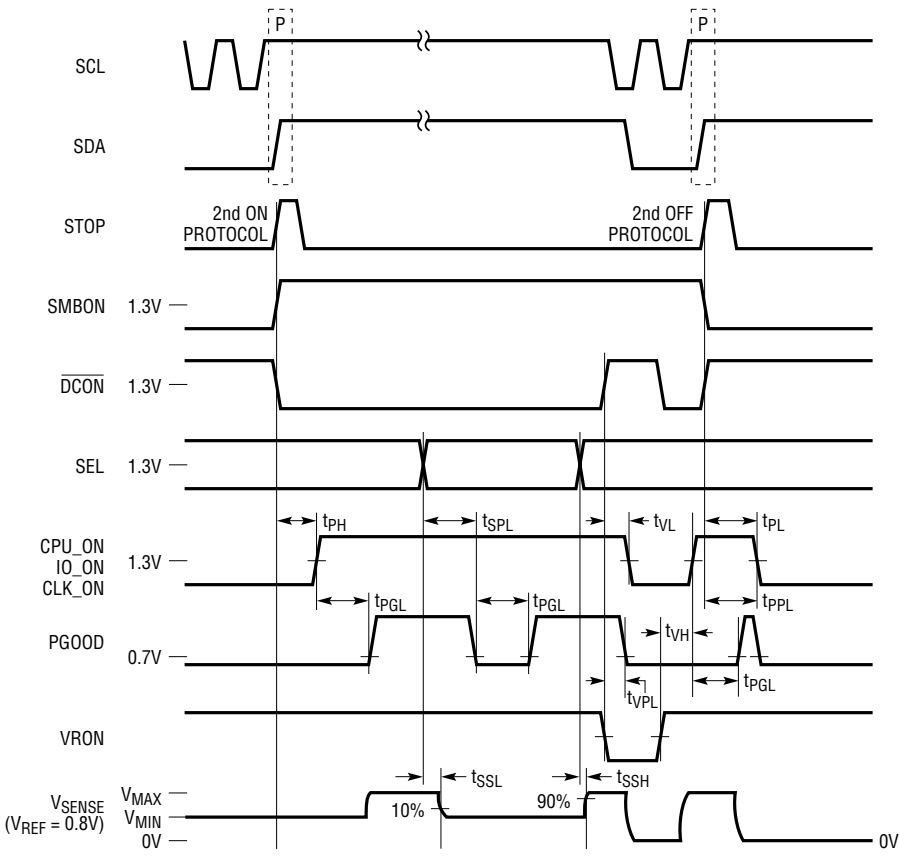 P P
SCL
SDA
STOP
2nd ON
PROTOCOL
2nd OFF
PROTOCOL
SMBON 1.3V
DCON 1.3V
SEL 1.3V
tPH tSPL tVL tPL
CPU_ON
IO_ON
CLK_ON
1.3V
tPGL tPGL tPPL
PGOOD
0.7V
tVH
tPGL
tVPL
VRON
tSSL tSSH
VSENSE
(VREF = 0.8V)
VMAX
VMIN
0V
10%
90%
0V